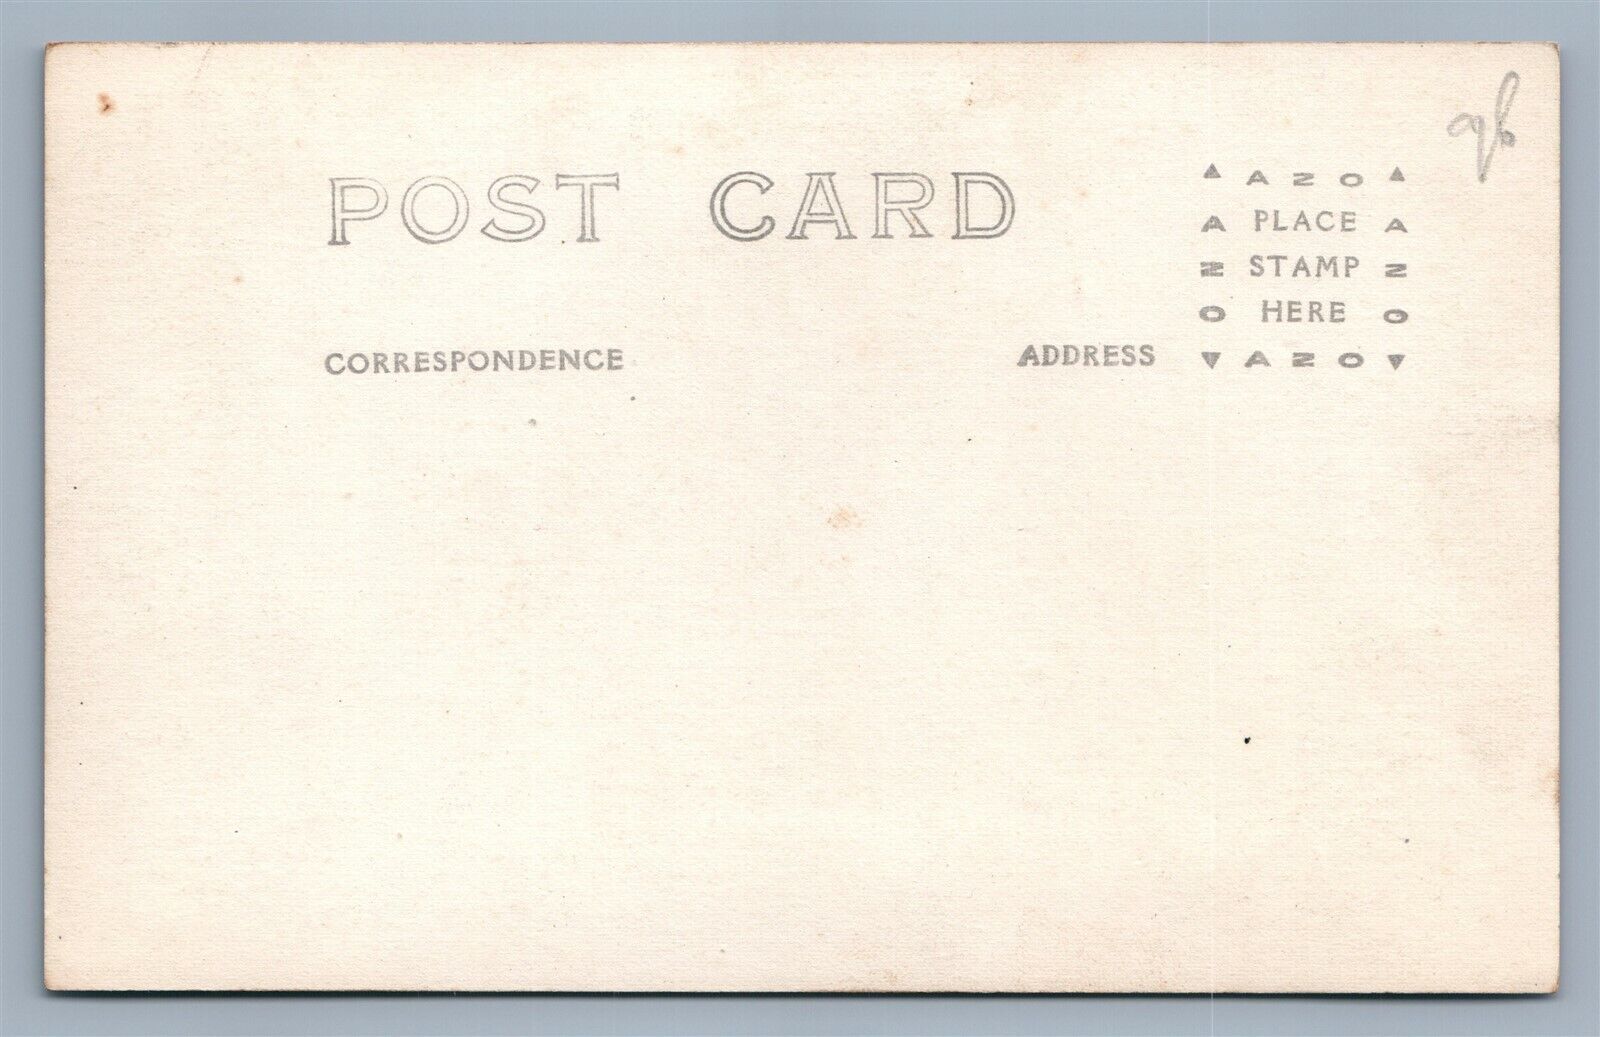 POST CARD
▲ AZO ▲
A PLACE A
Z STAMP Z
O HERE O
▼ AZO ▼
CORRESPONDENCE
ADDRESS